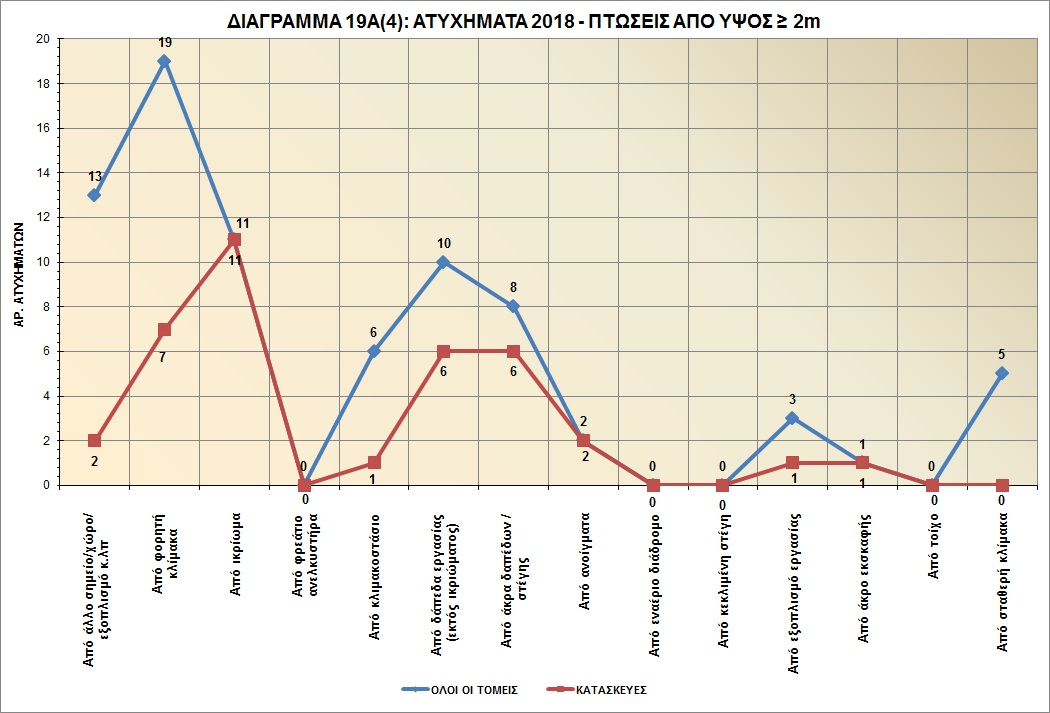 ΔΙΑΓΡΑΜΜΑ 19Α(4): ΑΤΥΧΗΜΑΤΑ 2018 - ΠΤΩΣΕΙΣ ΑΠΟ ΥΨΟΣ ≥ 2m
ΑΡ. ΑΤΥΧΗΜΑΤΩΝ
20
18
16
14
12
10
8
6
4
2
0
13
19
11
0
6
10
8
2
0
0
3
1
0
5
2
7
11
0
1
6
6
2
0
0
1
1
0
0
Από άλλο σημείο/χώρο/
εξοπλισμό κ.λπ
Από φορητή
κλίμακα
Από ικρίωμα
Από φρεάτιο
ανελκυστήρα
Από κλιμακοστάσιο
Από δάπεδα εργασίας
(εκτός ικριώματος)
Από άκρα δαπέδων /
στέγης
Από ανοίγματα
Από εναέριο διάδρομο
Από κεκλιμένη στέγη
Από εξοπλισμό εργασίας
Από άκρο εκσκαφής
Από τοίχο
Από σταθερή κλίμακα
ΟΛΟΙ ΟΙ ΤΟΜΕΙΣ
ΚΑΤΑΣΚΕΥΕΣ